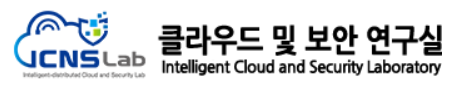 ICNS Lab
Intelligent-distributed Cloud and Security Lab
클라우드 및 보안 연구실
Intelligent Cloud and Security Laboratory